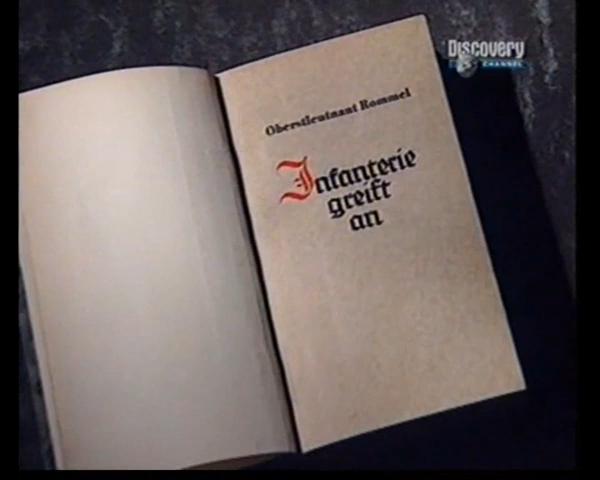 Discovery
CHANNEL
Oberstleutnant Rommel
Infanterie
greift
an